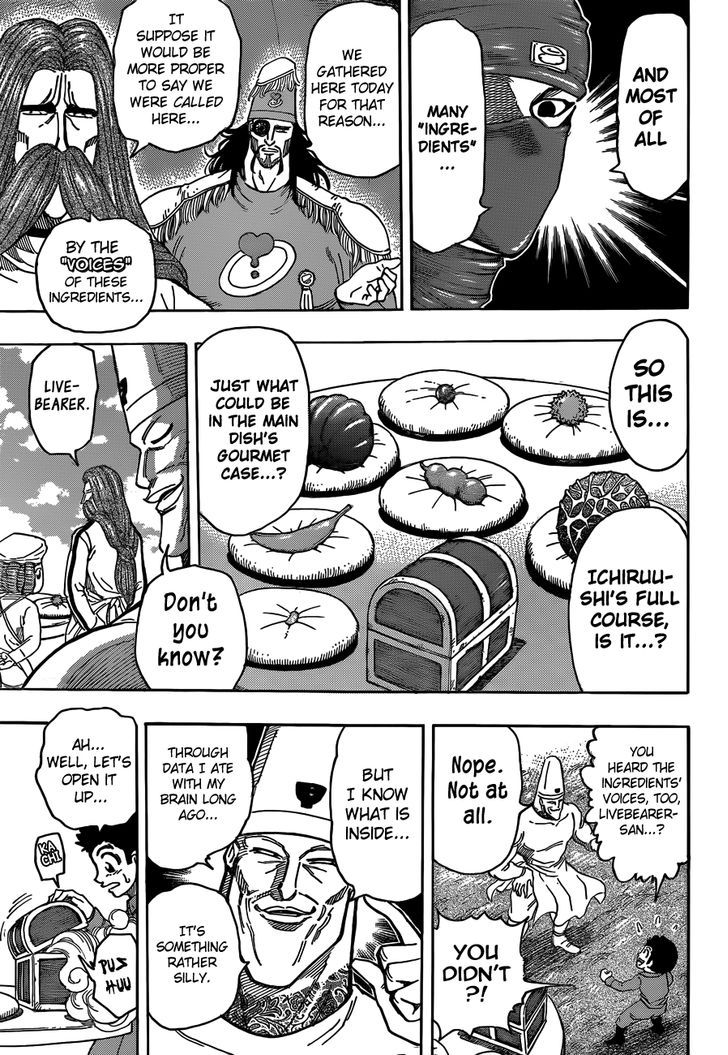 AND
MOST
OF
ALL
MANY
"INGRE-
DIENTS"
...
WE
GATHERED
HERE TODAY
FOR THAT
REASON...
IT
SUPPOSE IT
WOULD BE
MORE PROPER
TO SAY WE
WERE CALLED
HERE...
BY THE
"VOICES"
OF THESE
INGREDIENTS...
SO
THIS
IS...
ICHIRUU-
SHI'S FULL
COURSE,
IS IT...?
JUST WHAT
COULD BE
IN THE MAIN
DISH'S
GOURMET
CASE...?
LIVE-
BEARER.
Don't
you
know?
YOU
HEARD THE
INGREDIENTS'
VOICES, TOO,
LIVEBEARER-
SAN...?
Nope.
Not at
all.
YOU
DIDN'T
?!
BUT
I KNOW
WHAT IS
INSIDE...
THROUGH
DATA I ATE
WITH MY
BRAIN LONG
AGO...
IT'S
SOMETHING
RATHER
SILLY.
AH...
WELL, LET'S
OPEN IT
UP...
KA
CHI
PUS
HUU